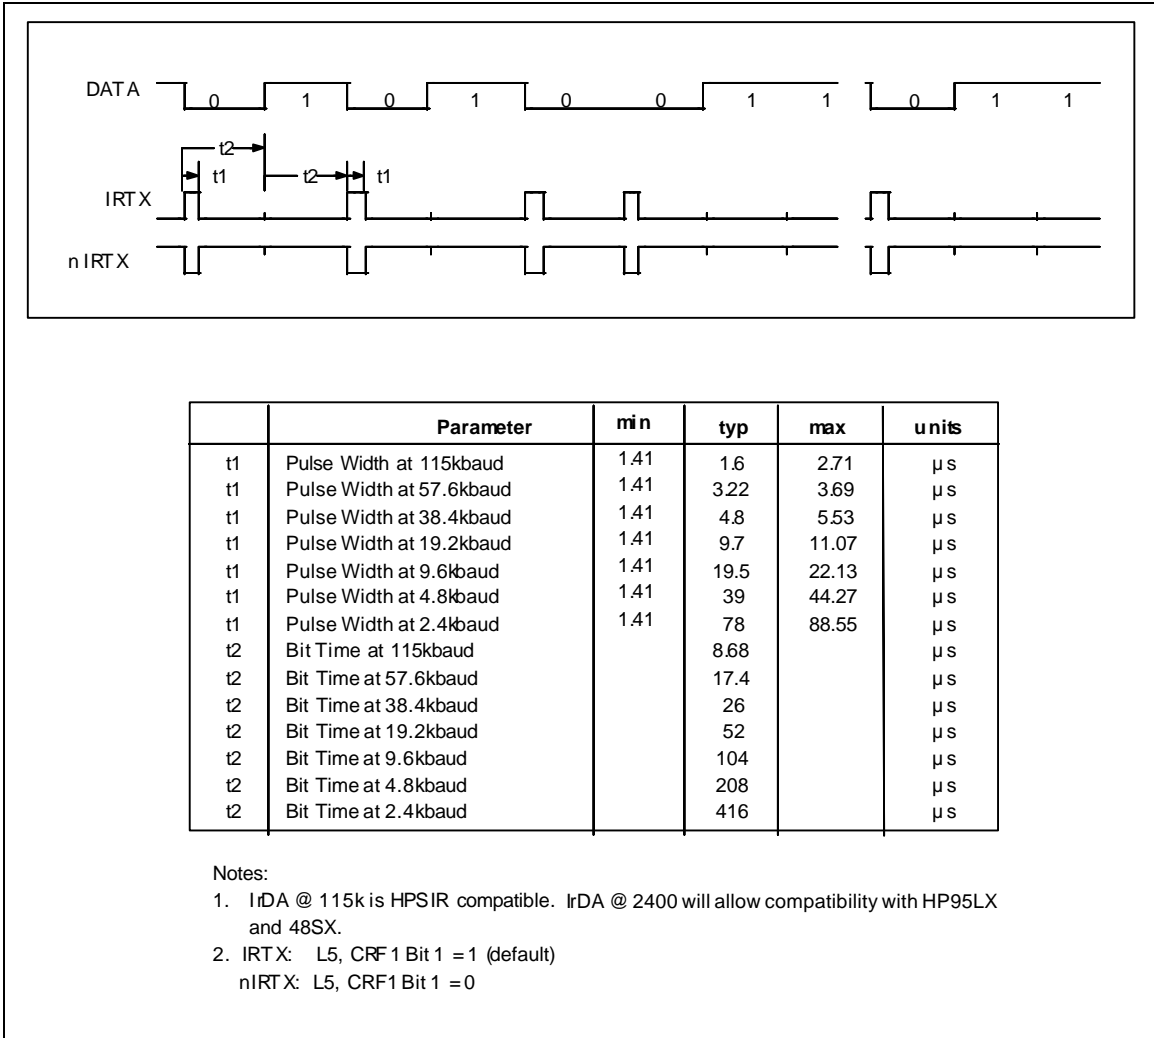 DATA 0 1 0 1 0 0 1 1 0 1 1
t2
t1 t2 t1
IRTX
nIRTX
Parameter min typ max units
t1 Pulse Width at 115kbaud 1.41 1.6 2.71 µs
t1 Pulse Width at 57.6kbaud 1.41 3.22 3.69 µs
t1 Pulse Width at 38.4kbaud 1.41 4.8 5.53 µs
t1 Pulse Width at 19.2kbaud 1.41 9.7 11.07 µs
t1 Pulse Width at 9.6kbaud 1.41 19.5 22.13 µs
t1 Pulse Width at 4.8kbaud 1.41 39 44.27 µs
t1 Pulse Width at 2.4kbaud 1.41 78 88.55 µs
t2 Bit Time at 115kbaud 8.68 µs
t2 Bit Time at 57.6kbaud 17.4 µs
t2 Bit Time at 38.4kbaud 26 µs
t2 Bit Time at 19.2kbaud 52 µs
t2 Bit Time at 9.6kbaud 104 µs
t2 Bit Time at 4.8kbaud 208 µs
t2 Bit Time at 2.4kbaud 416 µs
Notes:
1. IrDA @ 115k is HPSIR compatible. IrDA @ 2400 will allow compatibility with HP95LX
and 48SX.
2. IRTX: L5, CRF1 Bit 1 = 1 (default)
nIRTX: L5, CRF1 Bit 1 = 0